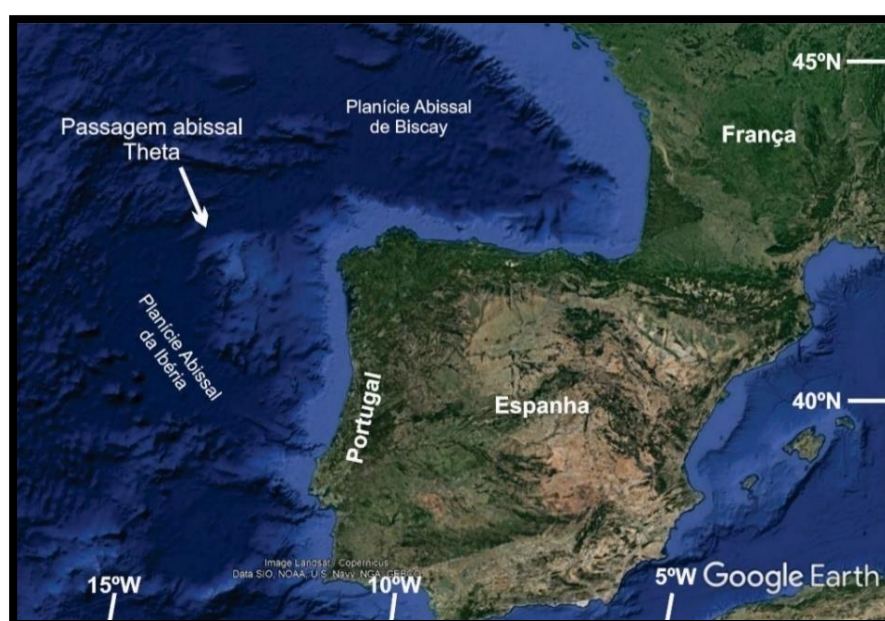 45ºN
Planície Abissal
de Biscay
Passagem abissal
Theta
França
Planície Abissal
da Ibéria
Portugal
Espanha
40ºN
Image Landsat / Copernicus
Data SIO, NOAA, U.S. Navy, NGA, GEBCO
15ºW
10ºW
5ºW
Google Earth